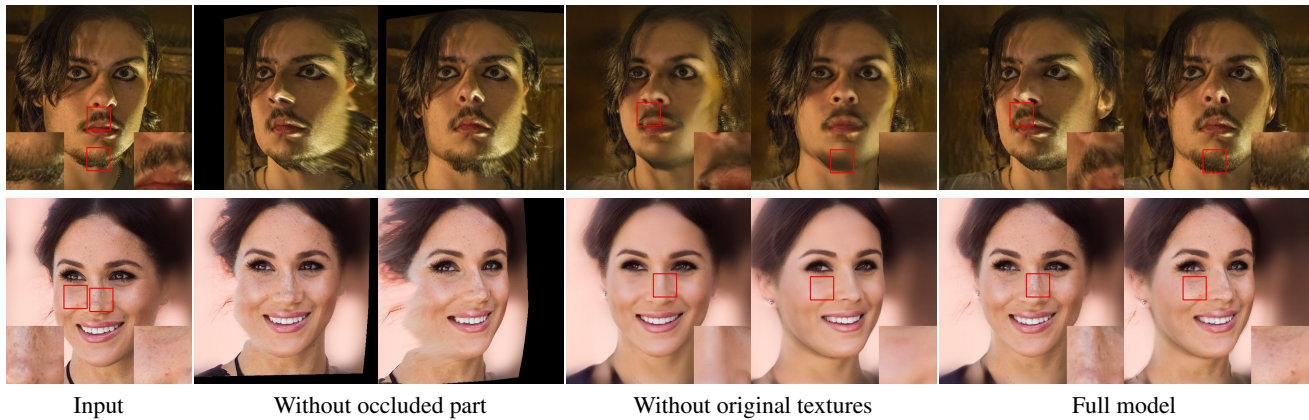 Input
Without occluded part
Without original textures
Full model